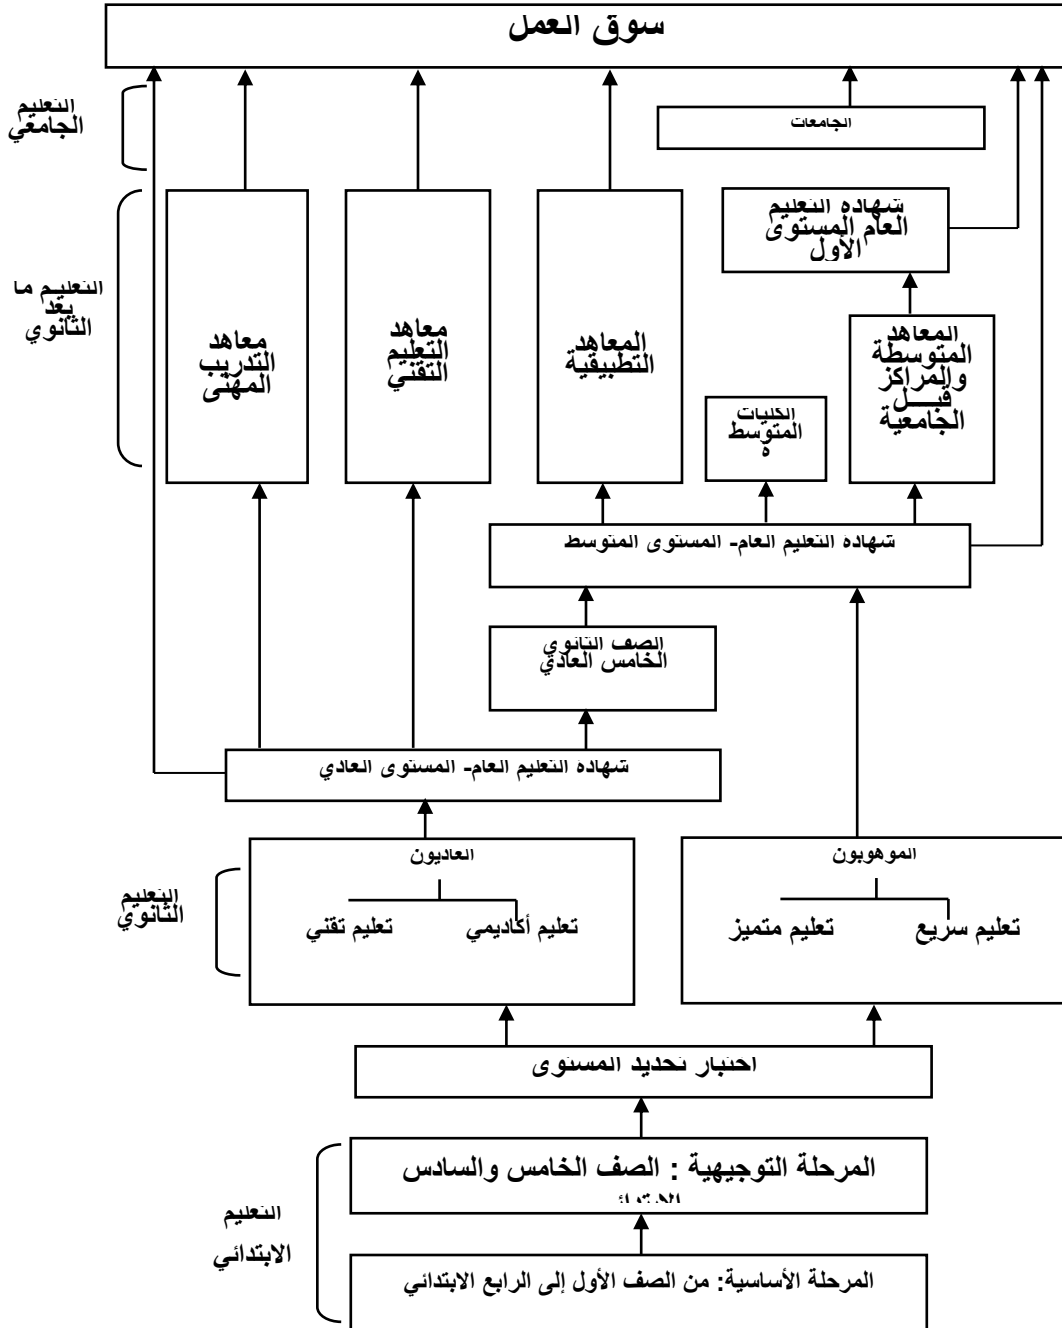 سوق العمل
التعليم
الجامعي
الجامعات
شهادة التعليم
العام المستوى
الأول
التعليم ما
بعد
الثانوي
معاهد
التدريب
المهنى
معاهد
التعليم
التقني
المعاهد
التطبيقية
الكليات
المتوسط
ة
المعاهد
المتوسطة
والمراكز
قبــــل
الجامعية
شهادة التعليم العام- المستوى المتوسط
الصف الثانوي
الخامس العادي
شهادة التعليم العام- المستوى العادي
التعليم
الثانوي
العاديون
تعليم أكاديمي
تعليم تقني
الموهوبون
تعليم سريع
تعليم متميز
اختبار تحديد المستوى
التعليم
الابتدائي
المرحلة التوجيهية : الصف الخامس والسادس
المرحلة الأساسية: من الصف الأول إلى الرابع الابتدائي